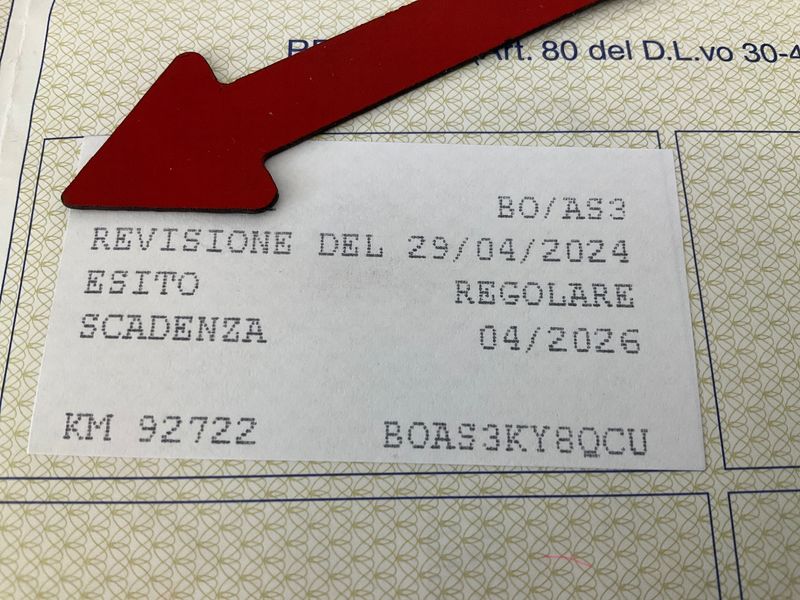 Art. 80 del D.L.vo 30-4
BO/AS3
REVISIONE DEL 29/04/2024
ESITO REGOLARE
SCADENZA 04/2026
KM 92722 BOAS3KY8QCU